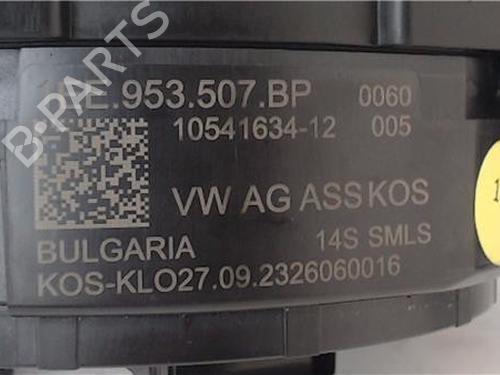 B-PARTS
E.953.507.BP 0060
10541634-12 005
VW AG ASS KOS
BULGARIA 14S SMLS
KOS-KLO27.09.2326060016
1